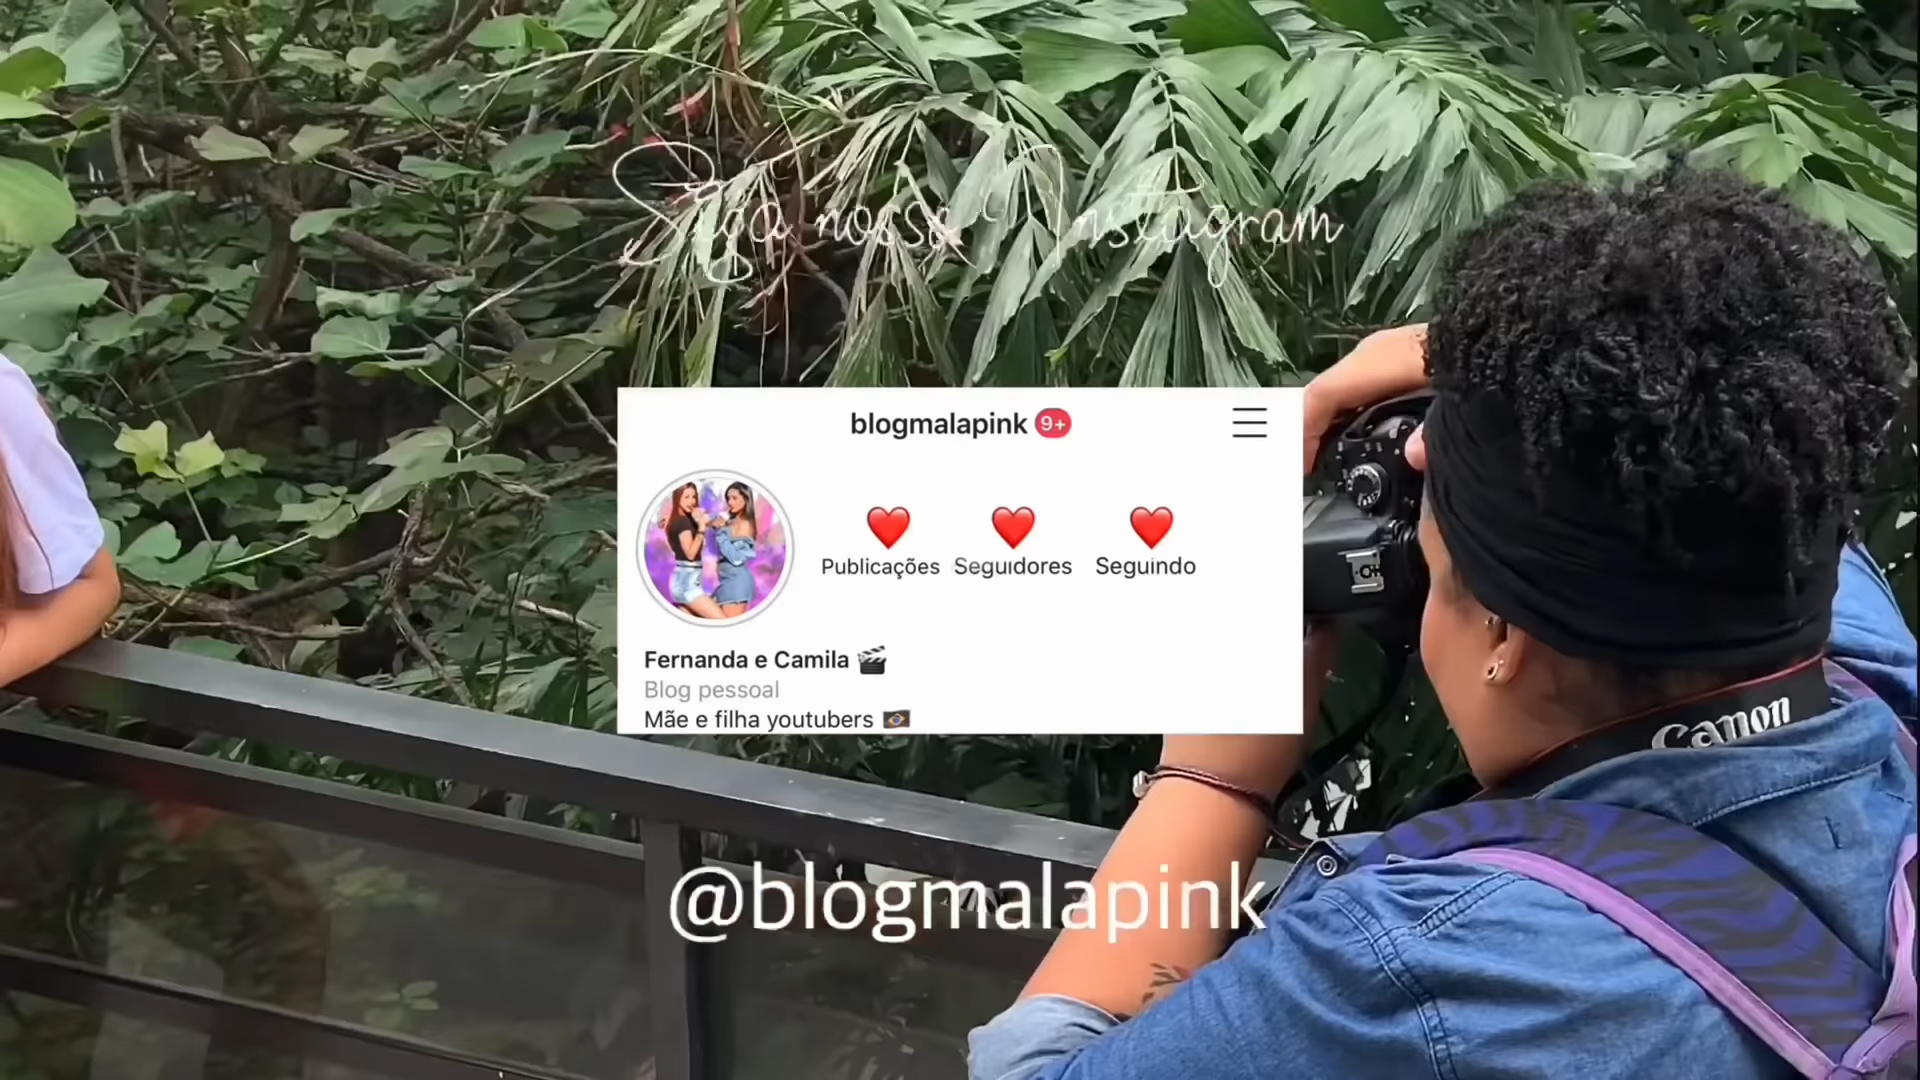 Siga nosso Instagram
blogmalapink 9+
Publicações Seguidores Seguindo
Fernanda e Camila 🎬
Blog pessoal
Mãe e filha youtubers 🇧🇷
Canon
@blogmalapink